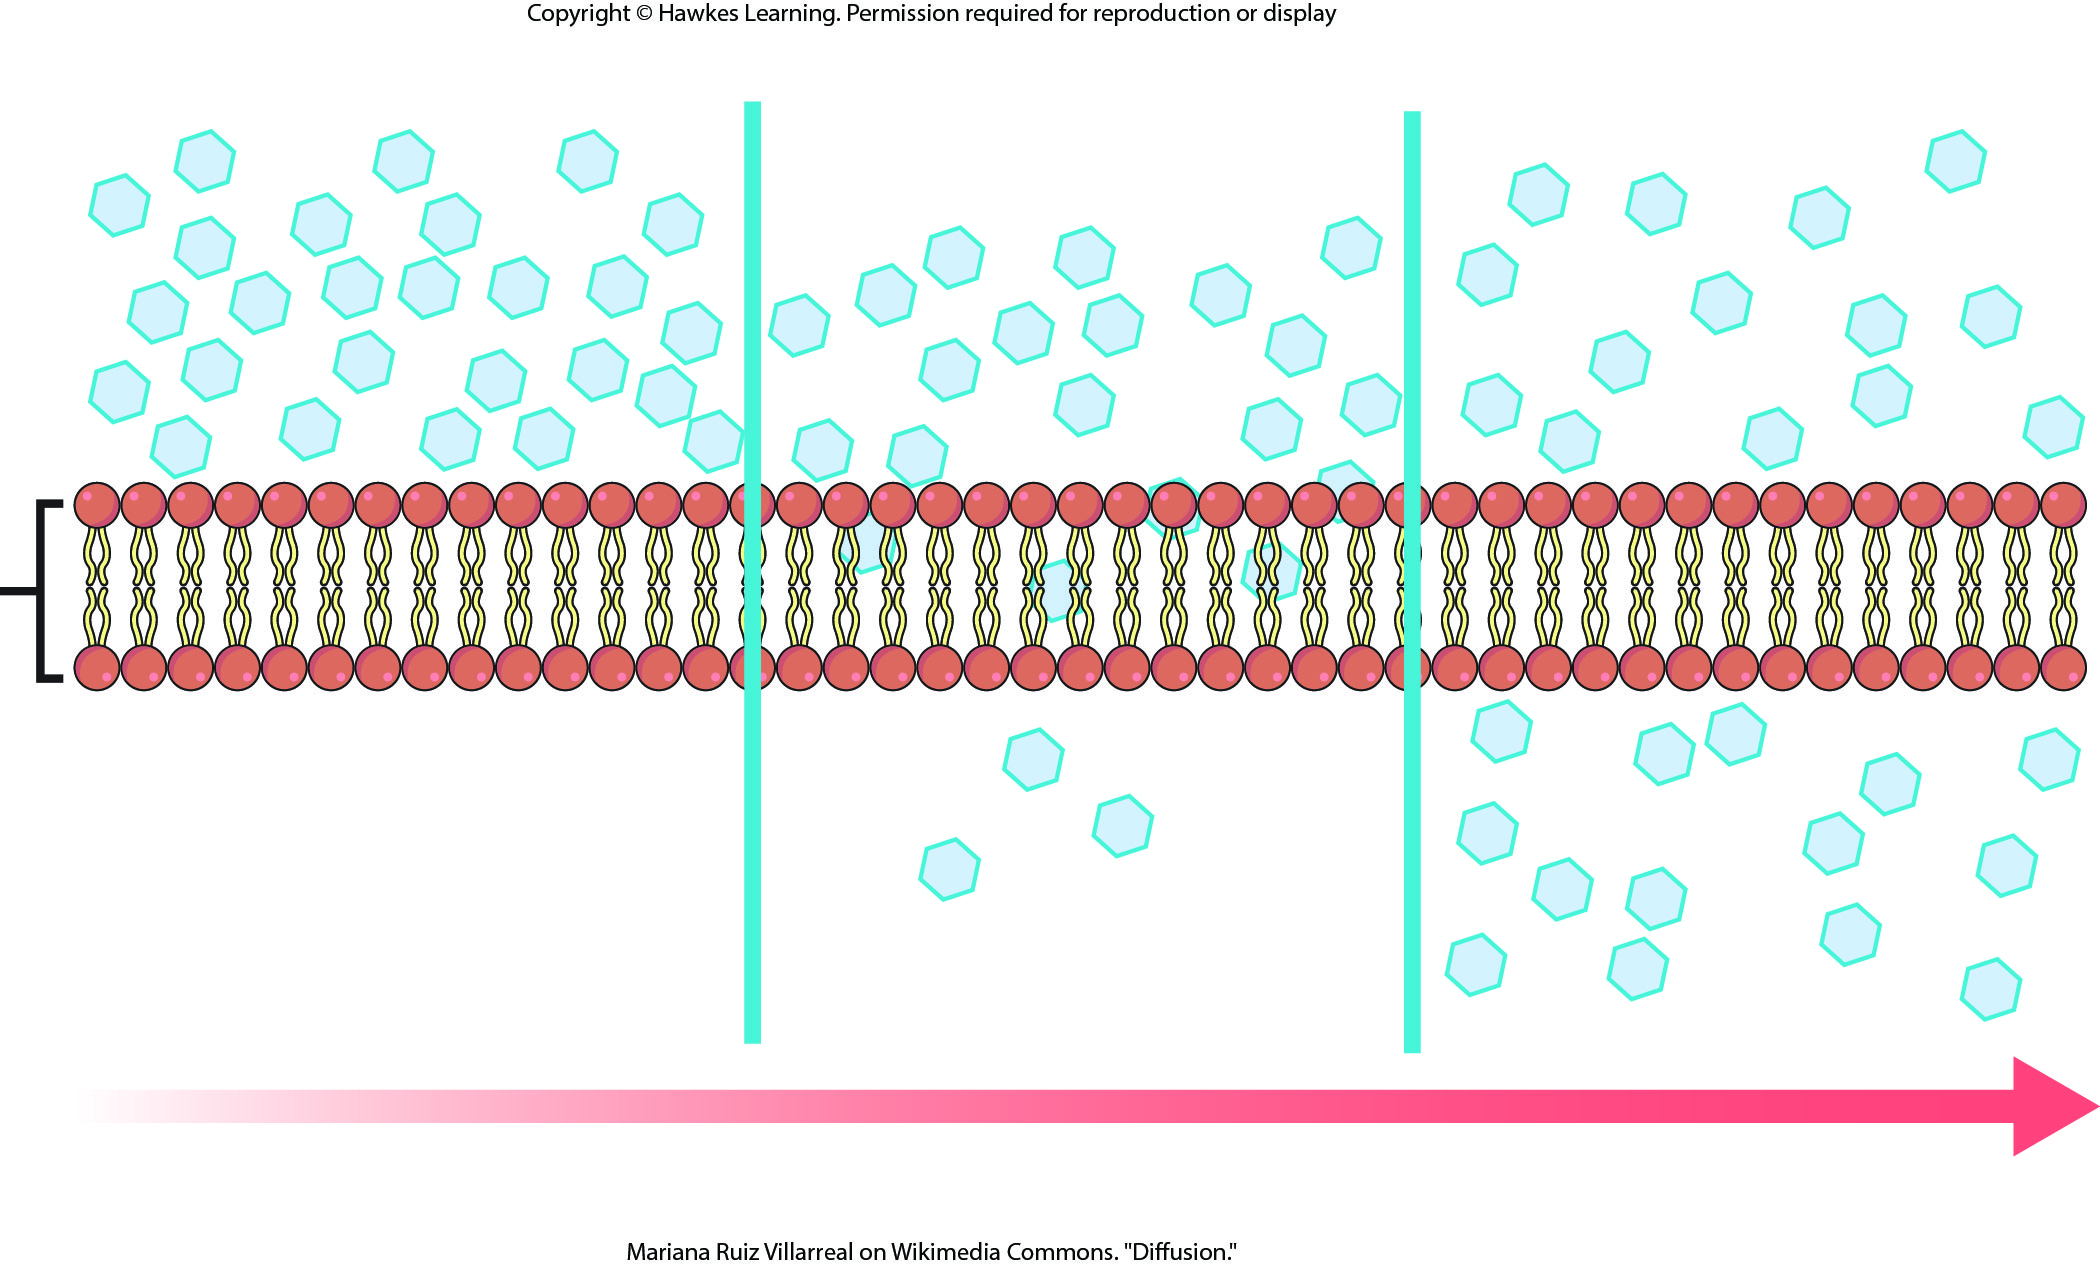 Copyright © Hawkes Learning. Permission required for reproduction or display
Mariana Ruiz Villarreal on Wikimedia Commons. "Diffusion."